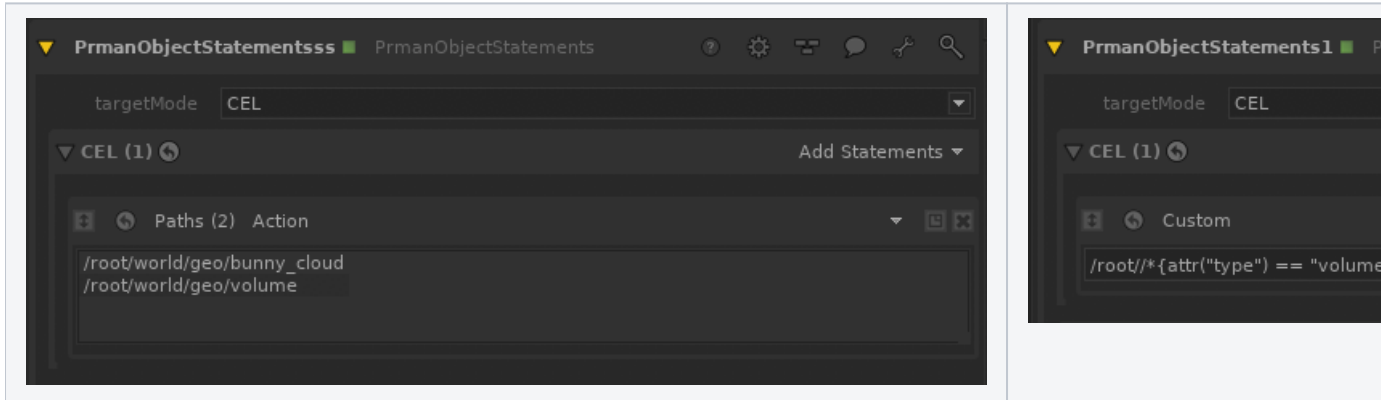 PrmanObjectStatementsss PrmanObjectStatements
targetMode CEL
CEL (1) Add Statements
Paths (2) Action
/root/world/geo/bunny_cloud
/root/world/geo/volume
PrmanObjectStatements1 P
targetMode CEL
CEL (1)
Custom
/root//*{attr("type") == "volume